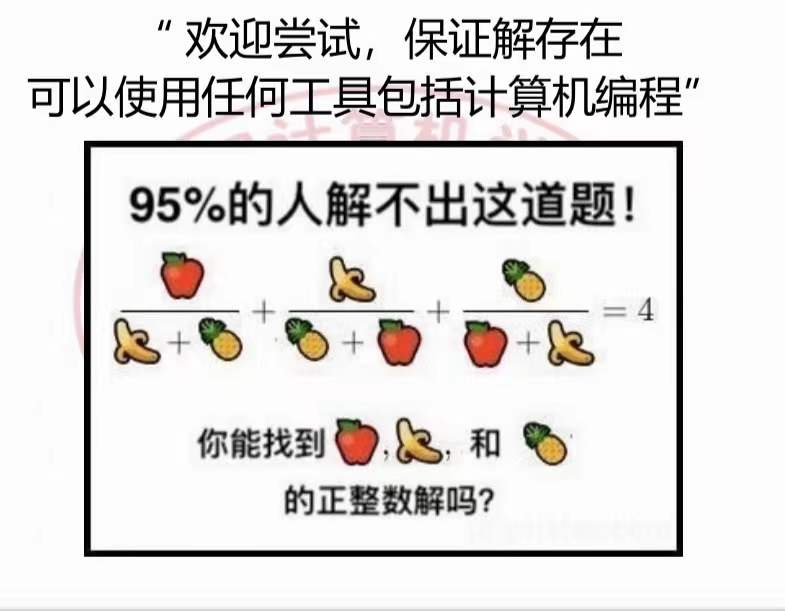 “ 欢迎尝试，保证解存在
可以使用任何工具包括计算机编程”
95%的人解不出这道题！
+ + = 4
+ + +
你能找到 , , 和
的正整数解吗?